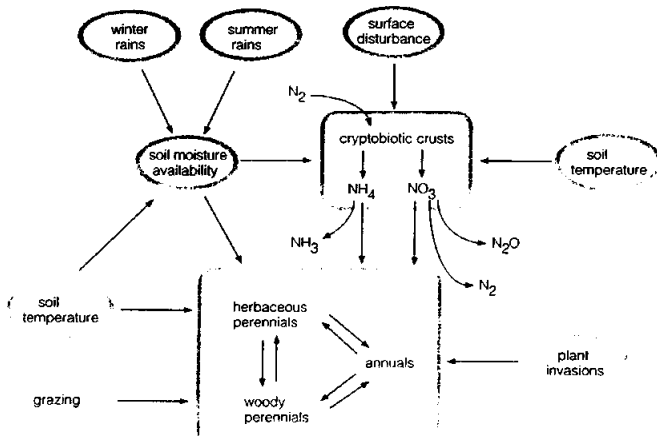 winter
rains
summer
rains
surface
disturbance
N2
cryptobiotic crusts
soil moisture
availability
soil
temperature
NH4
NO3
NH3
N2O
N2
soil
temperature
herbaceous
perennials
annuals
plant
invasions
grazing
woody
perennials